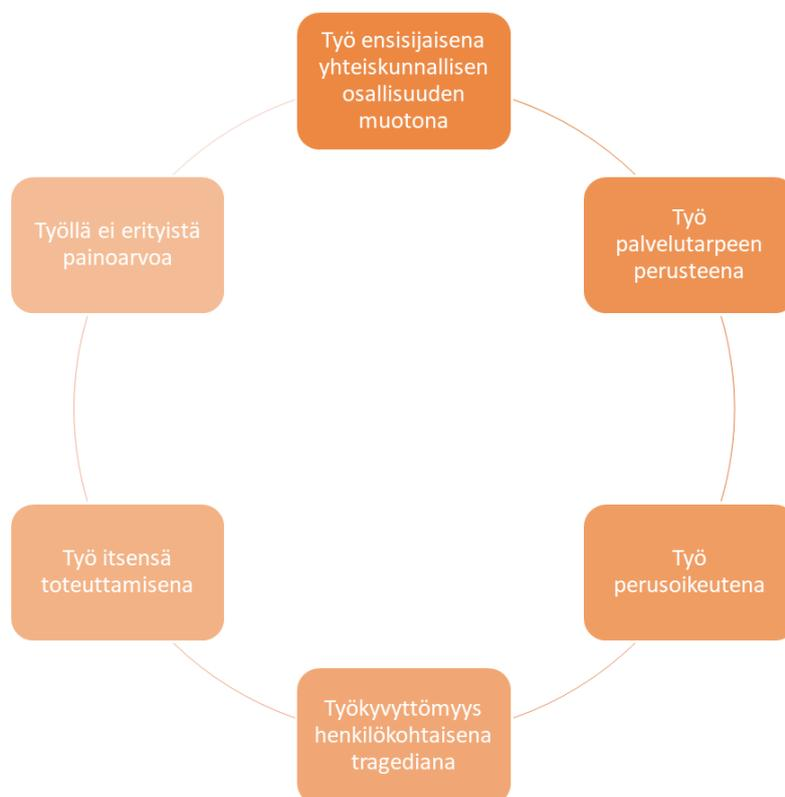 Työ ensisijaisena
yhteiskunnallisen
osallisuuden
muotona
Työ
palvelutarpeen
perusteena
Työ
perusoikeutena
Työkyvyttömyys
henkilökohtaisena
tragediana
Työ itsensä
toteuttamisena
Työllä ei erityistä
painoarvoa